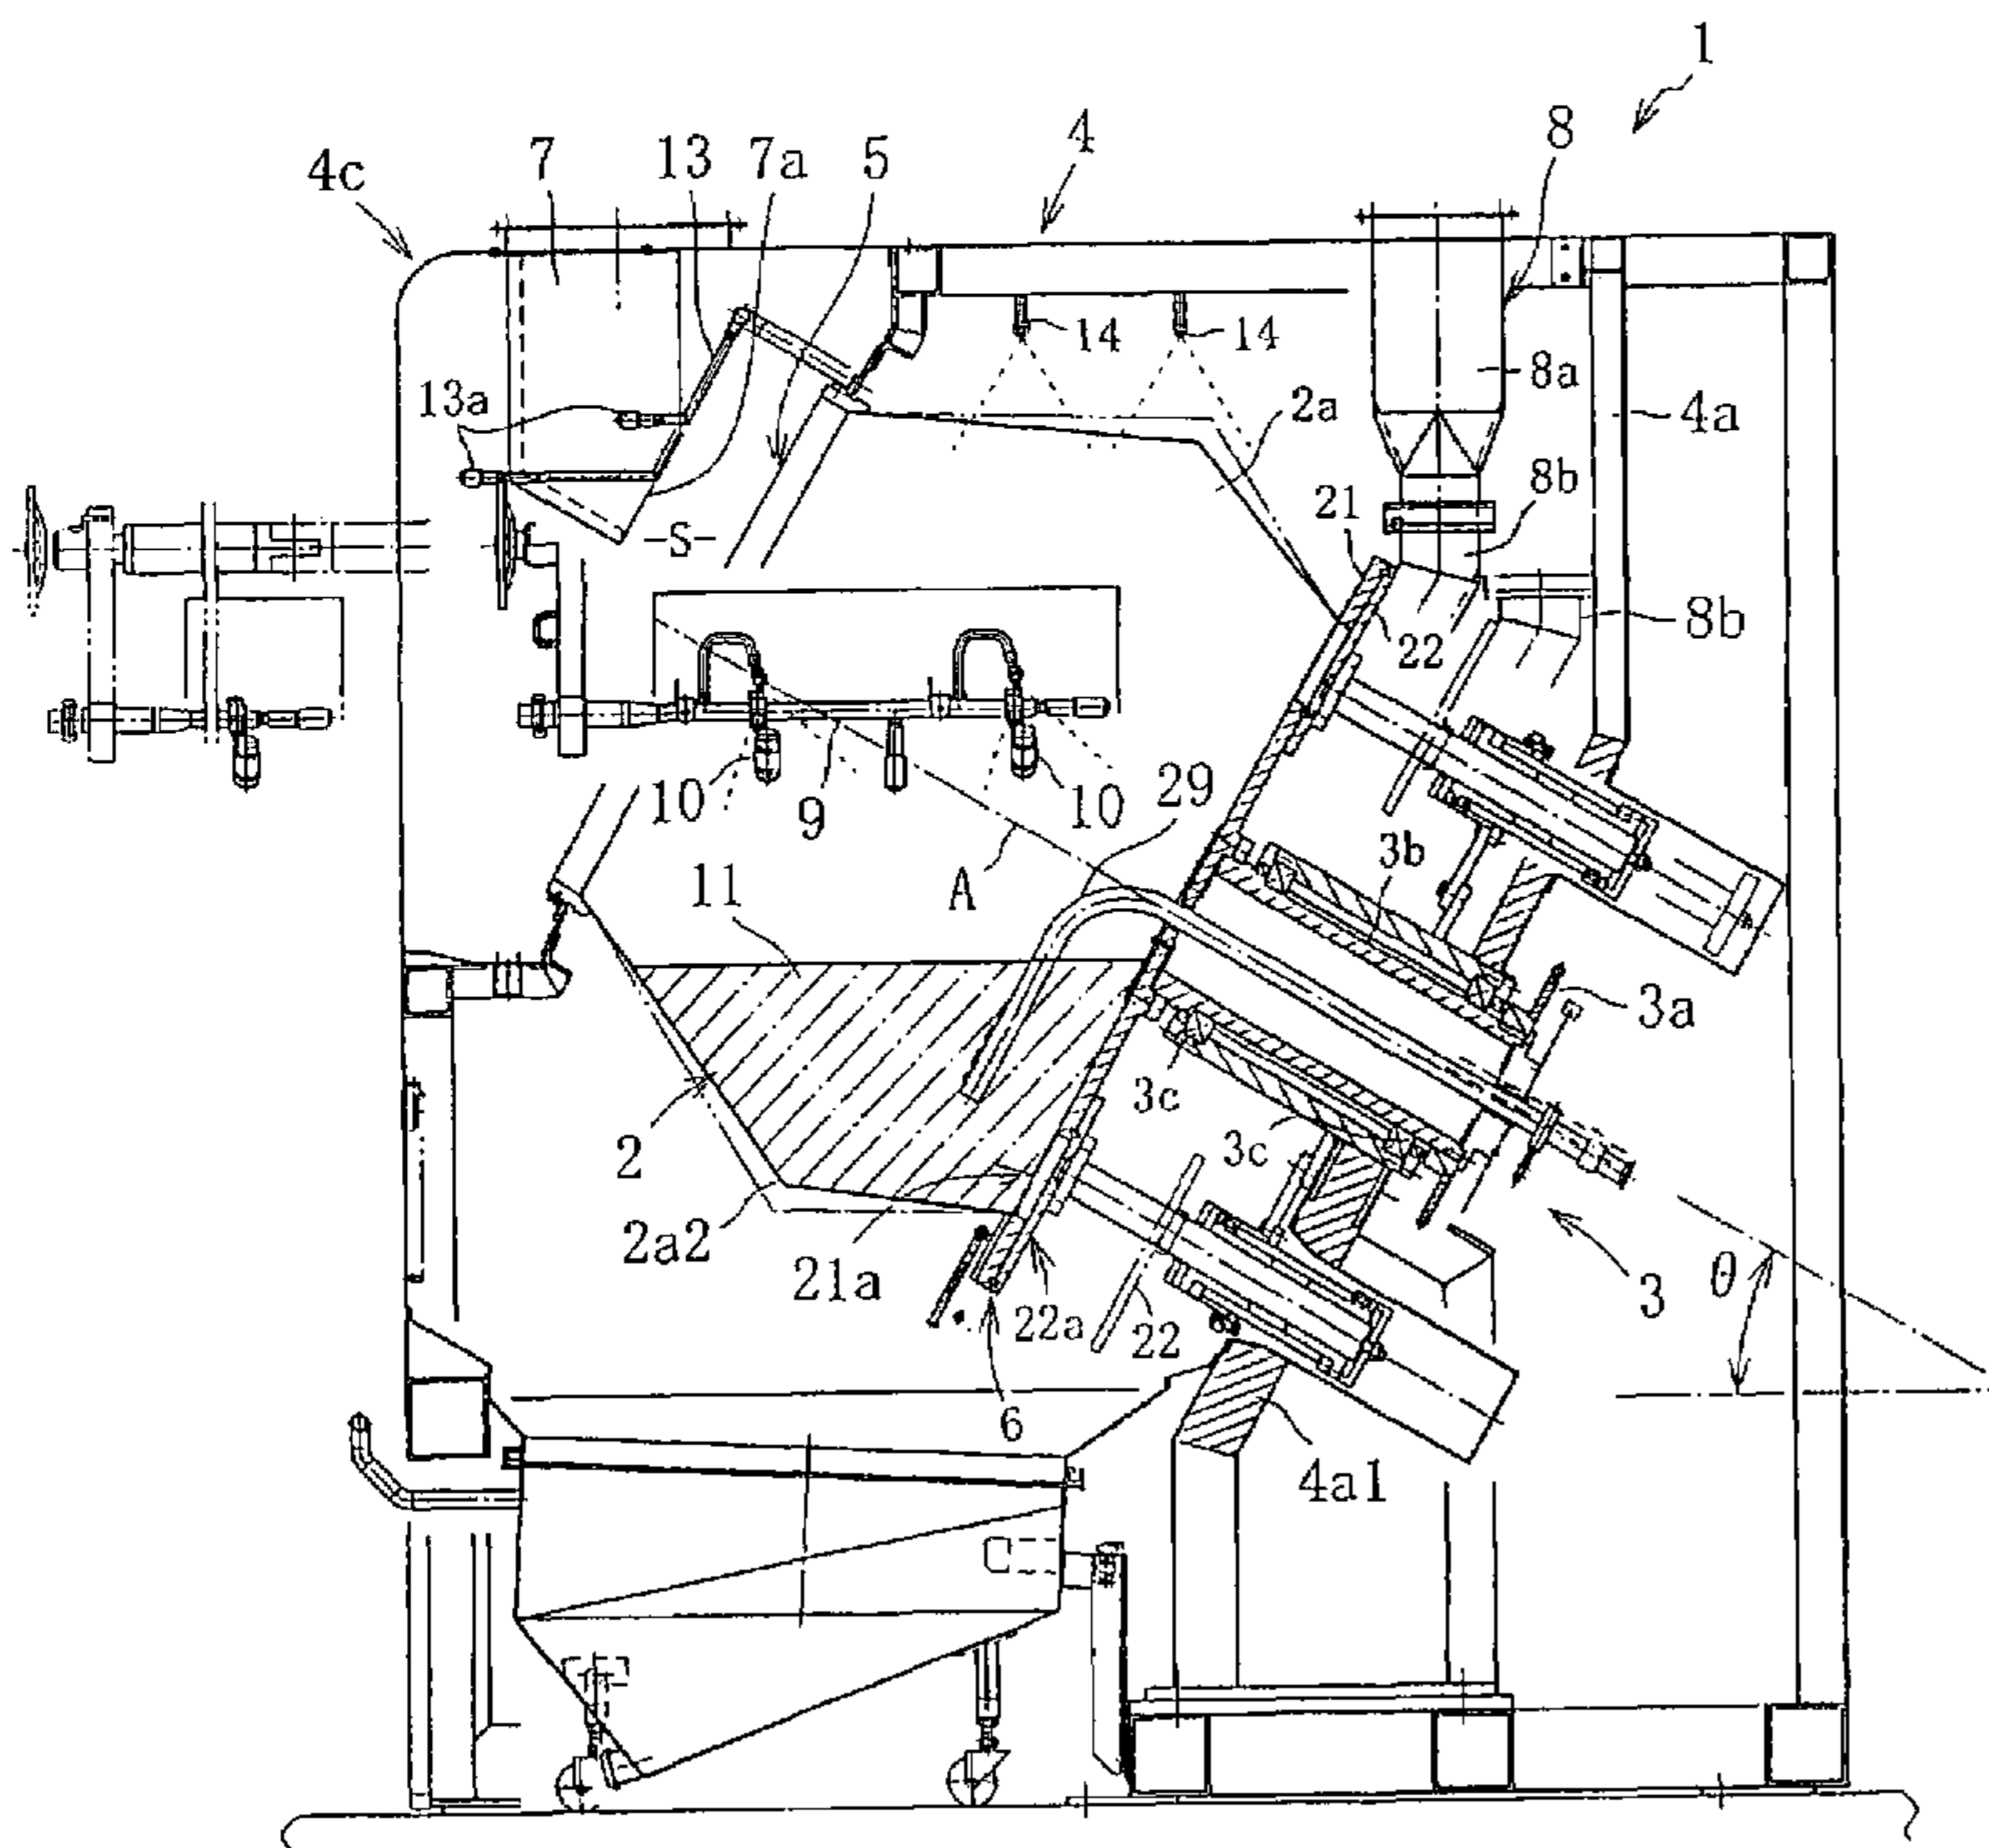 1
4
7 13 7a 5 8
4c
14 14
8a
2a 4a
13a
8b
21
-S-
8b
22
10 9 10 29
3b
11 A
3a
3c
2 3c
2a2
21a 22a 22 3 θ
6
4a1